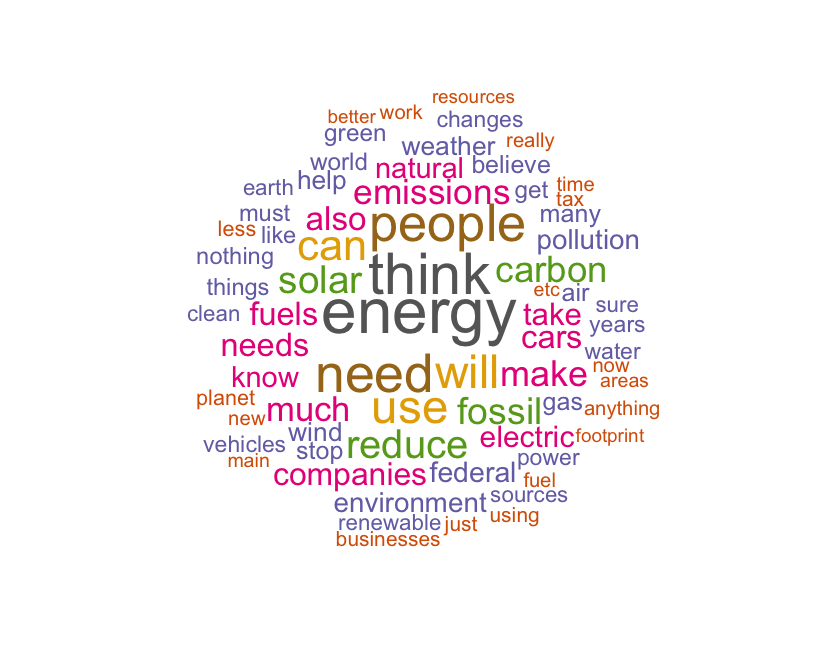 resources
better work
changes
green
weather really
world
natural believe
earth help
emissions get time
tax
must
also people many
less like
can
pollution
nothing
think carbon
solar
things
energy
etc air
sure
clean
fuels
take
years
needs
cars
water
know
need will make
now
areas
planet
much
use fossil gas anything
new
wind
electric footprint
vehicles
stop reduce
main
companies federal power
fuel
environment sources
renewable just using
businesses